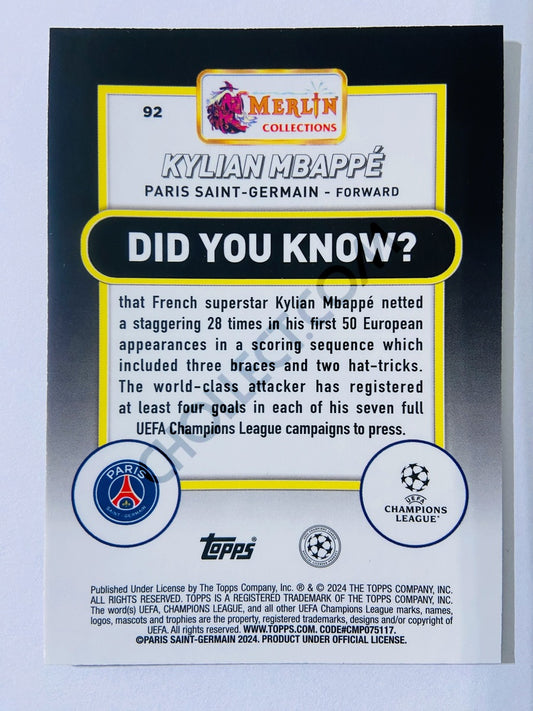 92
MERLIN
COLLECTIONS
KYLIAN MBAPPÉ
PARIS SAINT-GERMAIN - FORWARD
DID YOU KNOW?
that French superstar Kylian Mbappé netted
a staggering 28 times in his first 50 European
appearances in a scoring sequence which
included three braces and two hat-tricks.
The world-class attacker has registered
at least four goals in each of his seven full
UEFA Champions League campaigns to press.
CHOLLECT.COM
PARIS
SAINT-GERMAIN
UEFA
CHAMPIONS
LEAGUE®
Topps®
Published Under License by The Topps Company, Inc. ® & © 2024 THE TOPPS COMPANY, INC.
ALL RIGHTS RESERVED. TOPPS IS A REGISTERED TRADEMARK OF THE TOPPS COMPANY, INC.
The word(s) UEFA, CHAMPIONS LEAGUE, and all other UEFA Champions League marks, names,
logos, mascots and trophies are the property, registered trademarks, designs and/or copyright of
UEFA. All rights reserved. WWW.TOPPS.COM. CODE#CMP075117.
©PARIS SAINT-GERMAIN 2024. PRODUCT UNDER OFFICIAL LICENSE.